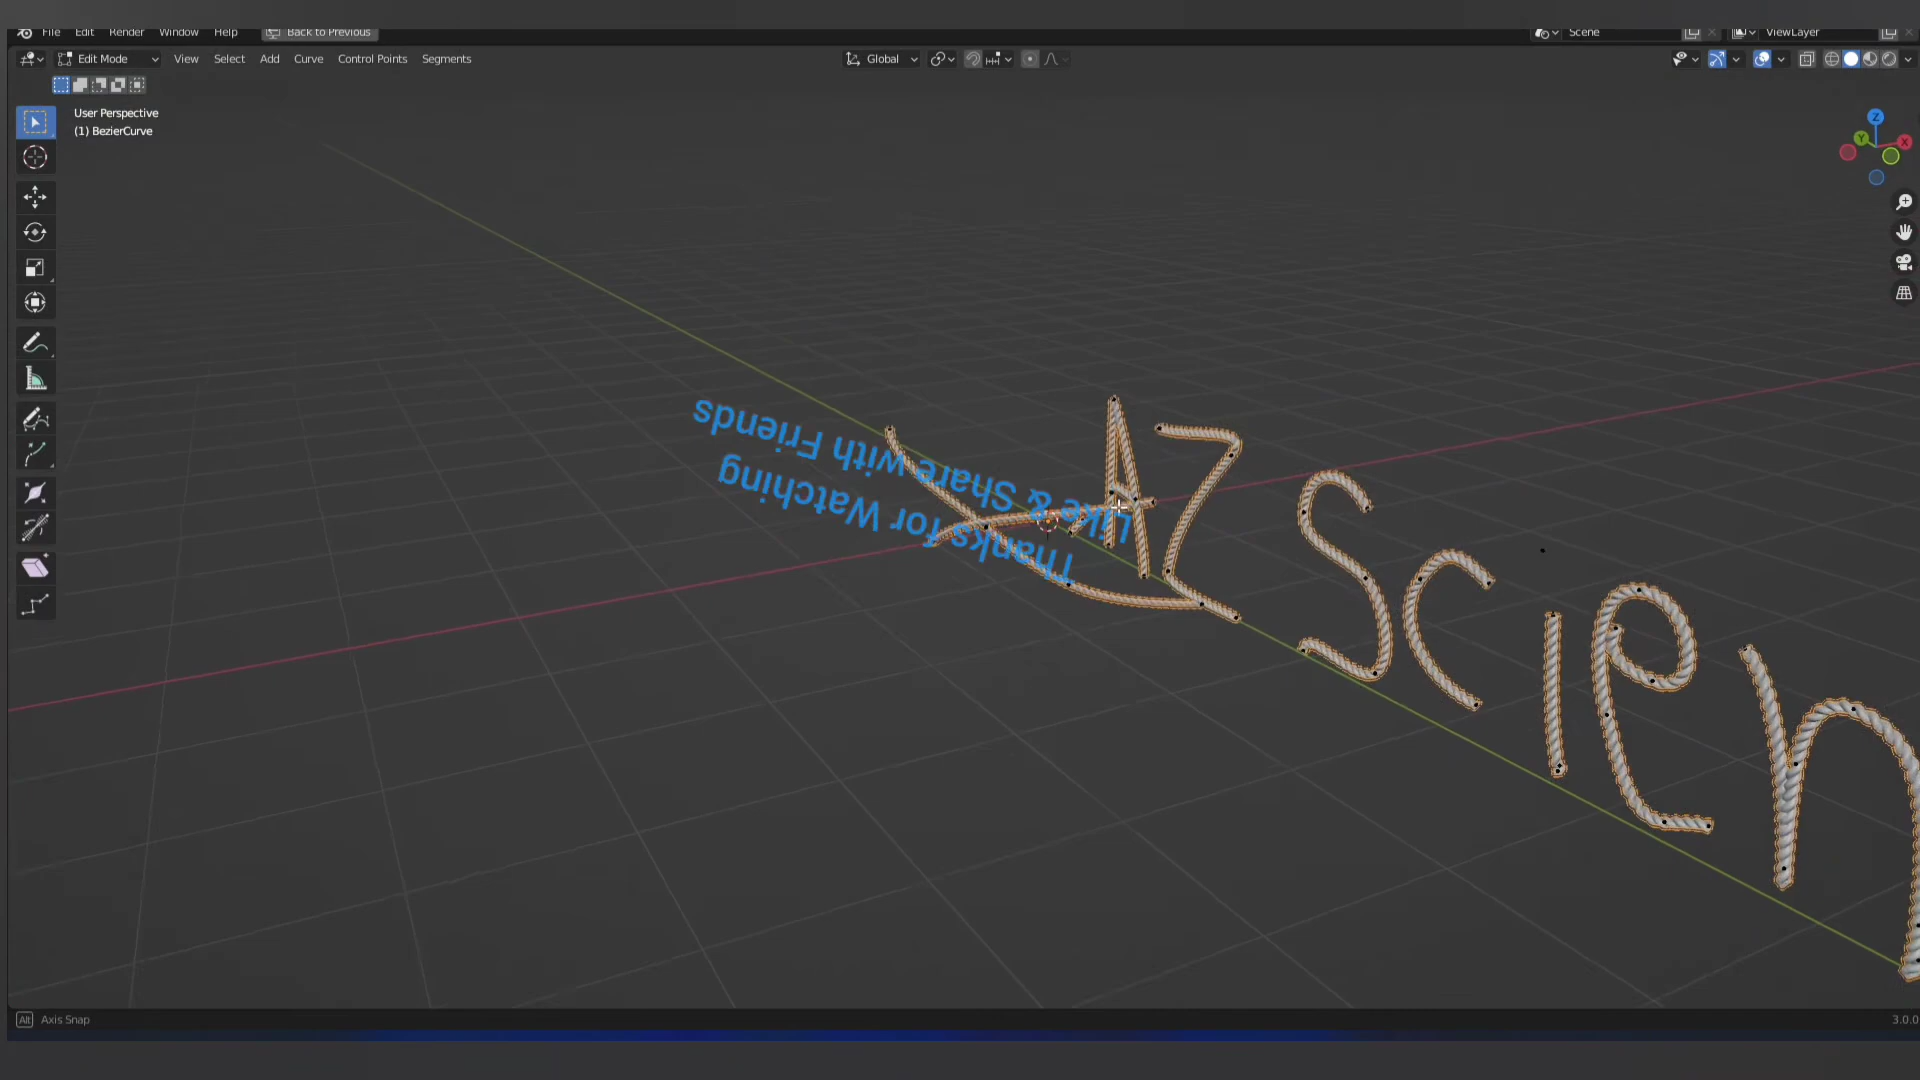 File Edit Render Window Help Back to Previous Scene ViewLayer
Edit Mode View Select Add Curve Control Points Segments Global
User Perspective
(1) BezierCurve
Z
Y X
Thanks for Watching
Like & Share with Friends
AZ Scien
Alt Axis Snap 3.0.0